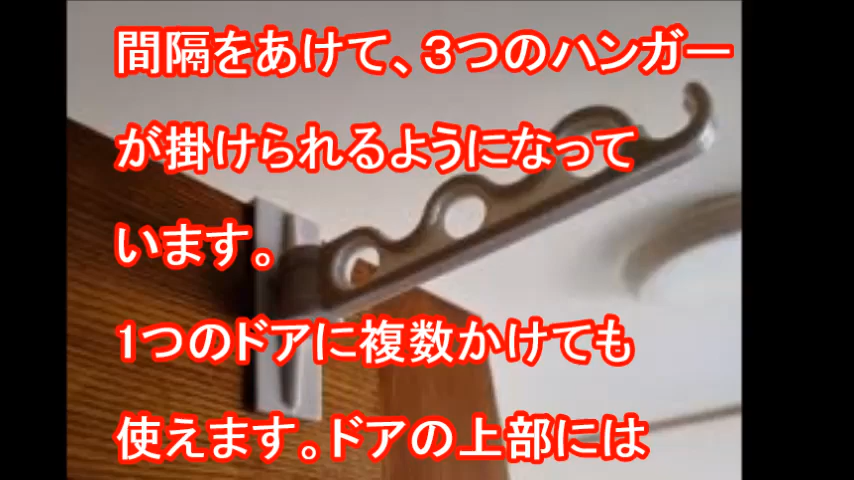 間隔をあけて、３つのハンガー
が掛けられるようになって
います。
1つのドアに複数かけても
使えます。ドアの上部には